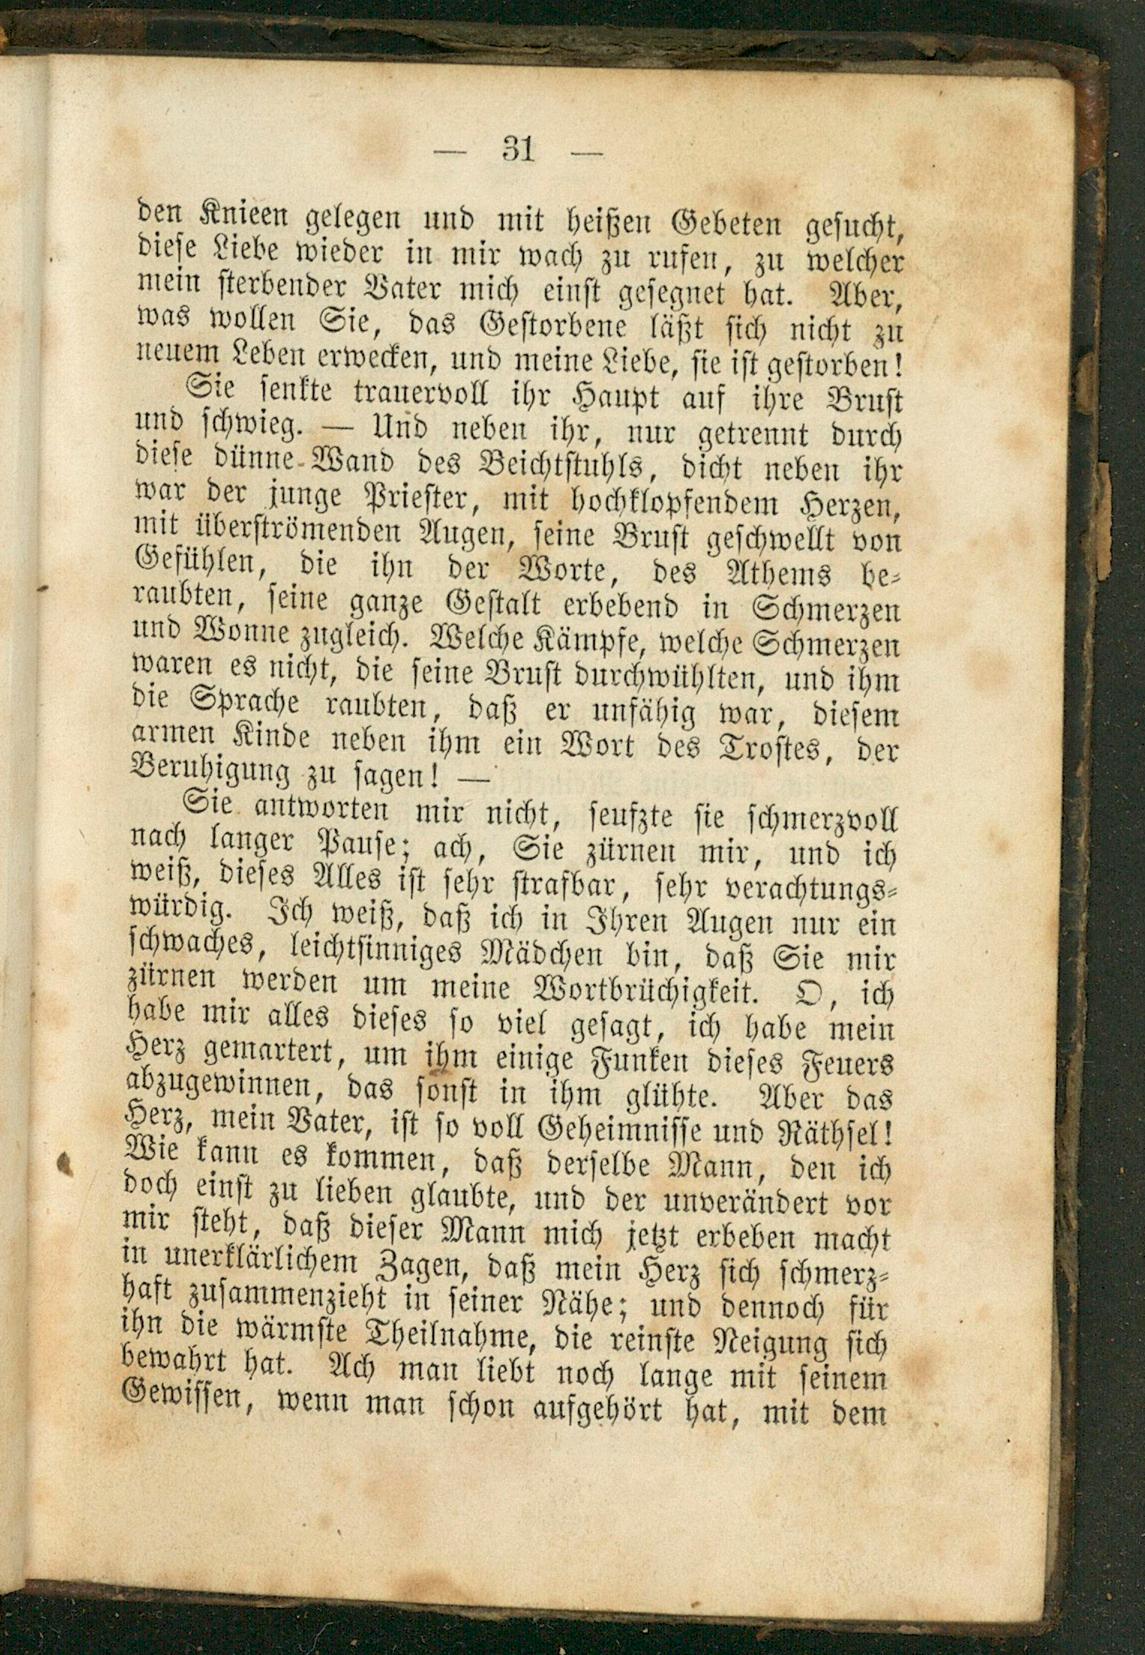 — 31 —
den Knieen gelegen und mit heißen Gebeten gesucht,
diese Liebe wieder in mir wach zu rufen, zu welcher
mein sterbender Vater mich einst gesegnet hat. Aber,
was wollen Sie, das Gestorbene läßt sich nicht zu
neuem Leben erwecken, und meine Liebe, sie ist gestorben!
Sie senkte trauervoll ihr Haupt auf ihre Brust
und schwieg. — Und neben ihr, nur getrennt durch
diese dünne Wand des Beichtstuhls, dicht neben ihr
war der junge Priester, mit hochklopfendem Herzen,
mit überströmenden Augen, seine Brust geschwellt von
Gefühlen, die ihn der Worte, des Athems be-
raubten, seine ganze Gestalt erbebend in Schmerzen
und Wonne zugleich. Welche Kämpfe, welche Schmerzen
waren es nicht, die seine Brust durchwühlten, und ihm
die Sprache raubten, daß er unfähig war, diesem
armen Kinde neben ihm ein Wort des Trostes, der
Beruhigung zu sagen! —
Sie antworten mir nicht, seufzte sie schmerzvoll
nach langer Pause; ach, Sie zürnen mir, und ich
weiß, dieses Alles ist sehr strafbar, sehr verachtungs-
würdig. Ich weiß, daß ich in Ihren Augen nur ein
schwaches, leichtsinniges Mädchen bin, daß Sie mir
zürnen werden um meine Wortbrüchigkeit. O, ich
habe mir alles dieses so viel gesagt, ich habe mein
Herz gemartert, um ihm einige Funken dieses Feuers
abzugewinnen, das sonst in ihm glühte. Aber das
Herz, mein Vater, ist so voll Geheimnisse und Räthsel!
Wie kann es kommen, daß derselbe Mann, den ich
doch einst zu lieben glaubte, und der unverändert vor
mir steht, daß dieser Mann mich jetzt erbeben macht
in unerklärlichem Zagen, daß mein Herz sich schmerz-
haft zusammenzieht in seiner Nähe; und dennoch für
ihn die wärmste Theilnahme, die reinste Neigung sich
bewahrt hat. Ach man liebt noch lange mit seinem
Gewissen, wenn man schon aufgehört hat, mit dem